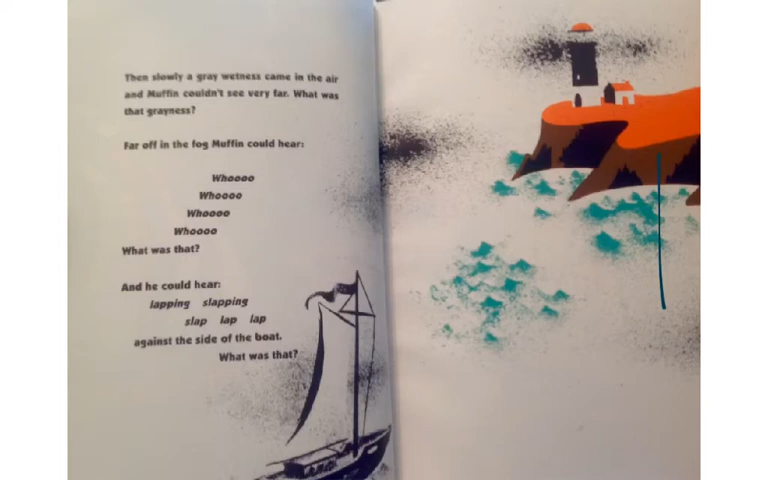 Then slowly a gray wetness came in the air
and Muffin couldn't see very far. What was
that grayness?
Far off in the fog Muffin could hear:
Whoooo
Whoooo
Whoooo
Whoooo
What was that?
And he could hear:
lapping slapping
slap lap lap
against the side of the boat.
What was that?